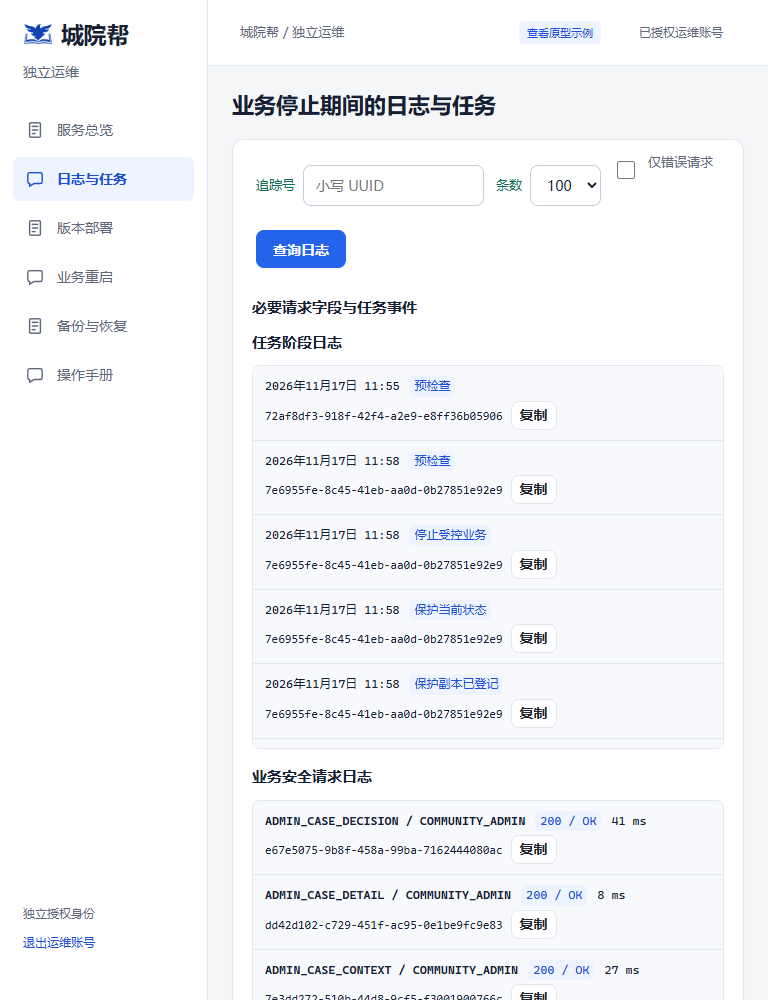 城院帮
独立运维
服务总览
日志与任务
版本部署
业务重启
备份与恢复
操作手册
独立授权身份
退出运维账号
城院帮 / 独立运维
查看原型示例
已授权运维账号
业务停止期间的日志与任务
追踪号 小写 UUID 条数 100 仅错误请求
查询日志
必要请求字段与任务事件
任务阶段日志
2026年11月17日 11:55 预检查
72af8df3-918f-42f4-a2e9-e8ff36b05906 复制
2026年11月17日 11:58 预检查
7e6955fe-8c45-41eb-aa0d-0b27851e92e9 复制
2026年11月17日 11:58 停止受控业务
7e6955fe-8c45-41eb-aa0d-0b27851e92e9 复制
2026年11月17日 11:58 保护当前状态
7e6955fe-8c45-41eb-aa0d-0b27851e92e9 复制
2026年11月17日 11:58 保护副本已登记
7e6955fe-8c45-41eb-aa0d-0b27851e92e9 复制
业务安全请求日志
ADMIN_CASE_DECISION / COMMUNITY_ADMIN 200 / OK 41 ms
e67e5075-9b8f-458a-99ba-7162444080ac 复制
ADMIN_CASE_DETAIL / COMMUNITY_ADMIN 200 / OK 8 ms
dd42d102-c729-451f-ac95-0e1be9fc9e83 复制
ADMIN_CASE_CONTEXT / COMMUNITY_ADMIN 200 / OK 27 ms
7e3dd272-510b-44d8-9cf5-f3001900766c 复制